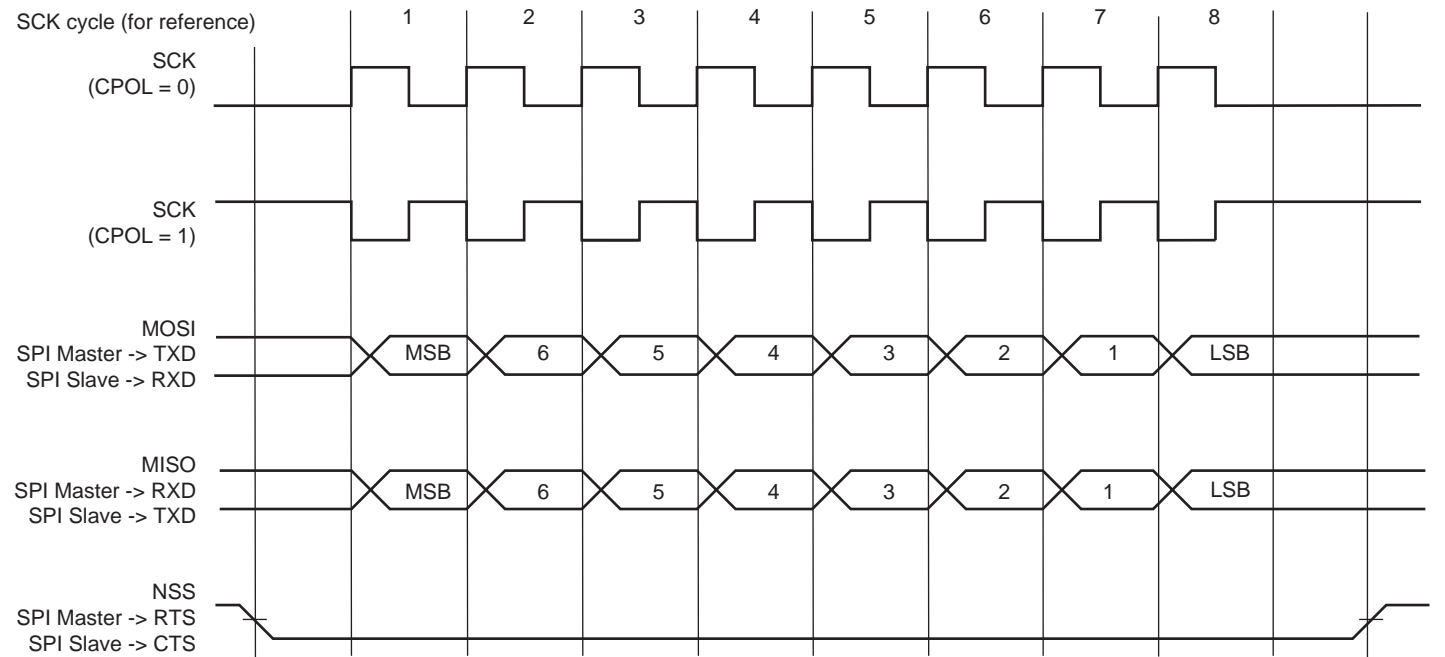 SCK cycle (for reference) 1 2 3 4 5 6 7 8
SCK
(CPOL = 0)
SCK
(CPOL = 1)
MOSI
SPI Master -> TXD
SPI Slave -> RXD
MSB 6 5 4 3 2 1 LSB
MISO
SPI Master -> RXD
SPI Slave -> TXD
MSB 6 5 4 3 2 1 LSB
NSS
SPI Master -> RTS
SPI Slave -> CTS